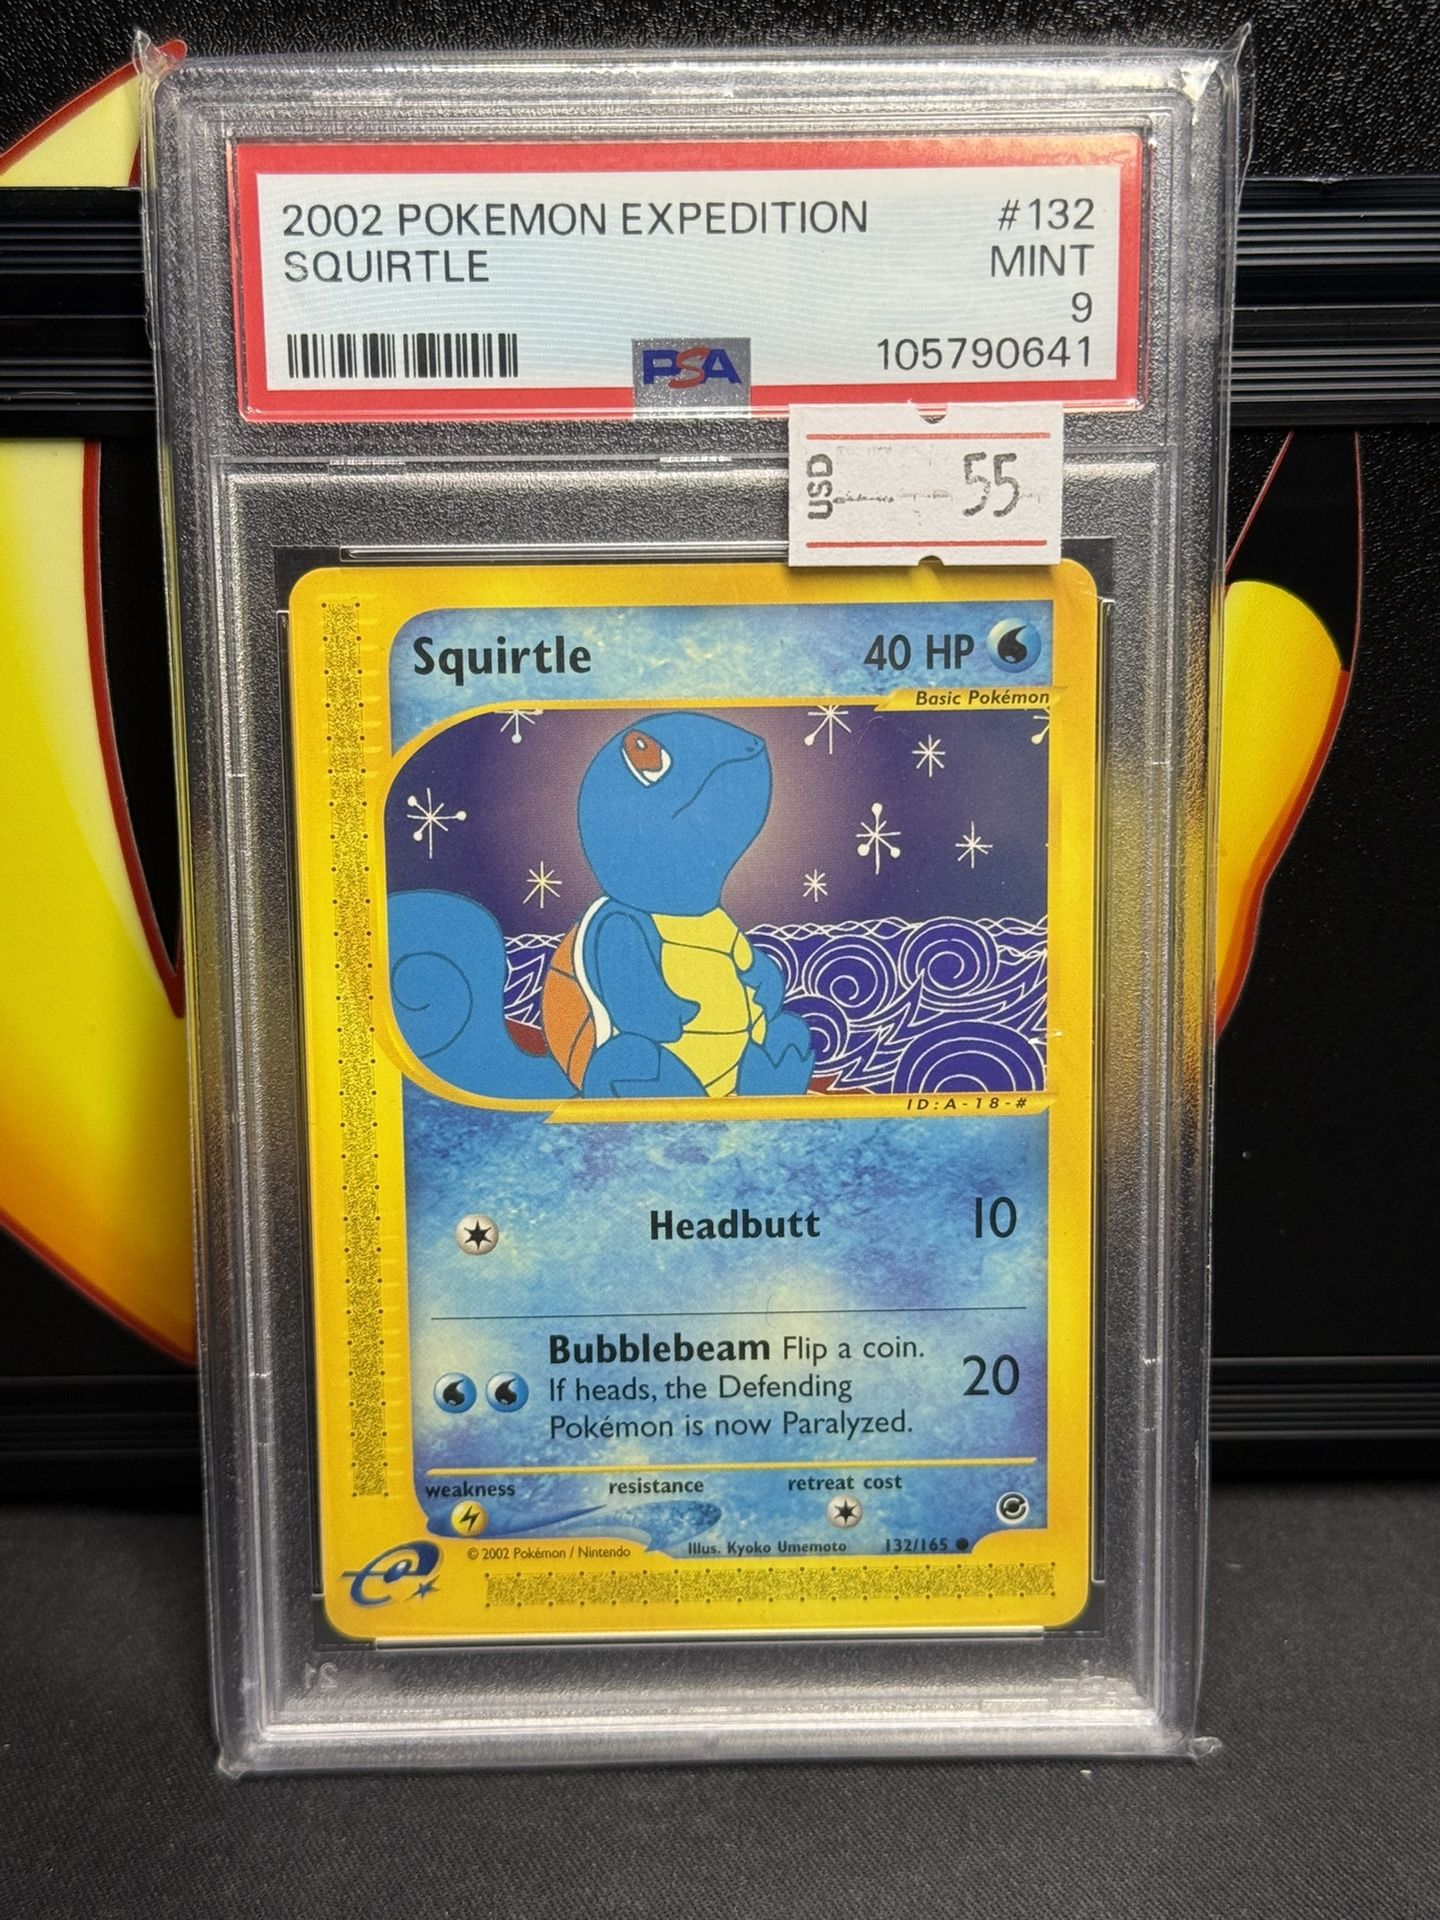 2002 POKEMON EXPEDITION #132
SQUIRTLE MINT
9
PSA 105790641
USD 55
Squirtle 40 HP
Basic Pokémon
ID:A-18-#
Headbutt 10
Bubblebeam Flip a coin.
If heads, the Defending 20
Pokémon is now Paralyzed.
weakness resistance retreat cost
© 2002 Pokémon / Nintendo Illus. Kyoko Umemoto 132/165
e